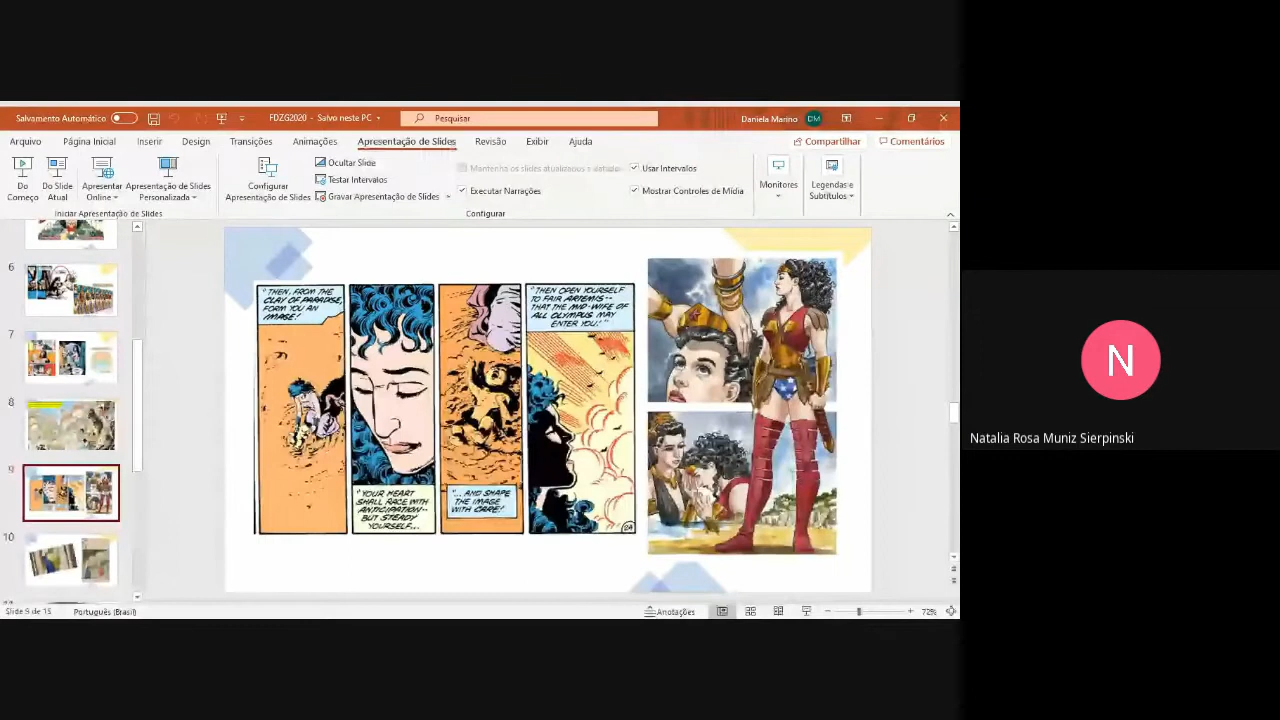 Salvamento Automático
FDZG2020 - Salvo neste PC
Pesquisar
Daniela Marino
DM
Arquivo
Página Inicial
Inserir
Design
Transições
Animações
Apresentação de Slides
Revisão
Exibir
Ajuda
Compartilhar
Comentários
Do
Começo
Do Slide
Atual
Apresentar
Online
Apresentação de Slides
Personalizada
Iniciar Apresentação de Slides
Configurar
Apresentação de Slides
Ocultar Slide
Testar Intervalos
Gravar Apresentação de Slides
Executar Narrações
Usar Intervalos
Mostrar Controles de Mídia
Configurar
Monitores
Legendas e
Subtítulos
6
7
8
9
10
"THEN, FROM THE
CLAY OF PARADISE,
FORM YOU AN
IMAGE!
"YOUR HEART
SHALL RACE WITH
ANTICIPATION--
BUT STEADY
YOURSELF...
"... AND SHAPE
THE IMAGE
WITH CARE!
"THEN OPEN YOURSELF
TO FAIR ARTEMIS--
THAT THE MID-WIFE OF
ALL OLYMPUS MAY
ENTER YOU!"
24
N
Natalia Rosa Muniz Sierpinski
Slide 9 de 15
Português (Brasil)
Anotações
72%